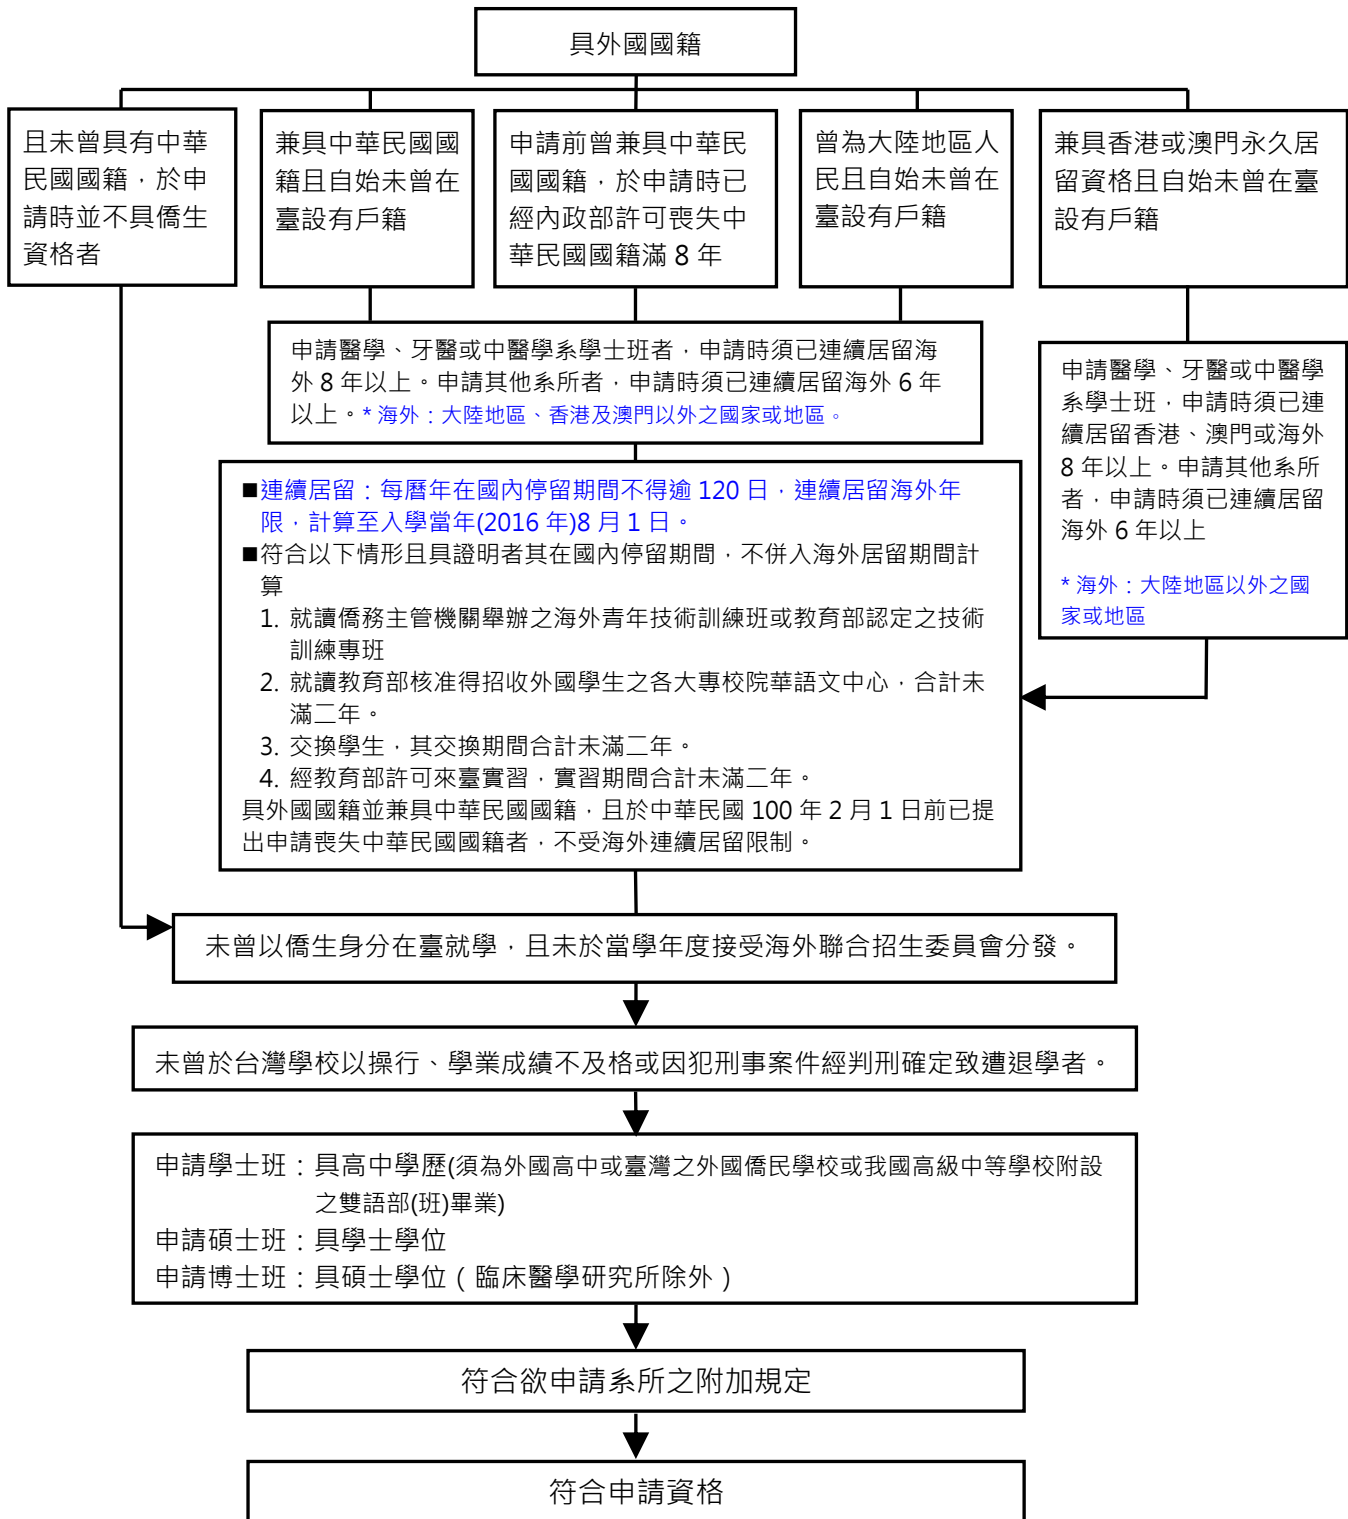 具外國國籍
且未曾具有中華
民國國籍，於申
請時並不具僑生
資格者
兼具中華民國國
籍且自始未曾在
臺設有戶籍
申請前曾兼具中華民
國國籍，於申請時已
經內政部許可喪失中
華民國國籍滿 8 年
曾為大陸地區人
民且自始未曾在
臺設有戶籍
兼具香港或澳門永久居
留資格且自始未曾在臺
設有戶籍
申請醫學、牙醫或中醫學系學士班者，申請時須已連續居留海
外 8 年以上。申請其他系所者，申請時須已連續居留海外 6 年
以上。* 海外：大陸地區、香港及澳門以外之國家或地區。
申請醫學、牙醫或中醫學
系學士班，申請時須已連
續居留香港、澳門或海外
8 年以上。申請其他系所
者，申請時須已連續居留
海外 6 年以上
* 海外：大陸地區以外之國
家或地區
■連續居留：每曆年在國內停留期間不得逾 120 日，連續居留海外年
限，計算至入學當年(2016 年)8 月 1 日。
■符合以下情形且具證明者其在國內停留期間，不併入海外居留期間計
算
1. 就讀僑務主管機關舉辦之海外青年技術訓練班或教育部認定之技術
訓練專班
2. 就讀教育部核准得招收外國學生之各大專校院華語文中心，合計未
滿二年。
3. 交換學生，其交換期間合計未滿二年。
4. 經教育部許可來臺實習，實習期間合計未滿二年。
具外國國籍並兼具中華民國國籍，且於中華民國 100 年 2 月 1 日前已提
出申請喪失中華民國國籍者，不受海外連續居留限制。
未曾以僑生身分在臺就學，且未於當學年度接受海外聯合招生委員會分發。
未曾於台灣學校以操行、學業成績不及格或因犯刑事案件經判刑確定致遭退學者。
申請學士班：具高中學歷(須為外國高中或臺灣之外國僑民學校或我國高級中等學校附設
之雙語部(班)畢業)
申請碩士班：具學士學位
申請博士班：具碩士學位（臨床醫學研究所除外）
符合欲申請系所之附加規定
符合申請資格